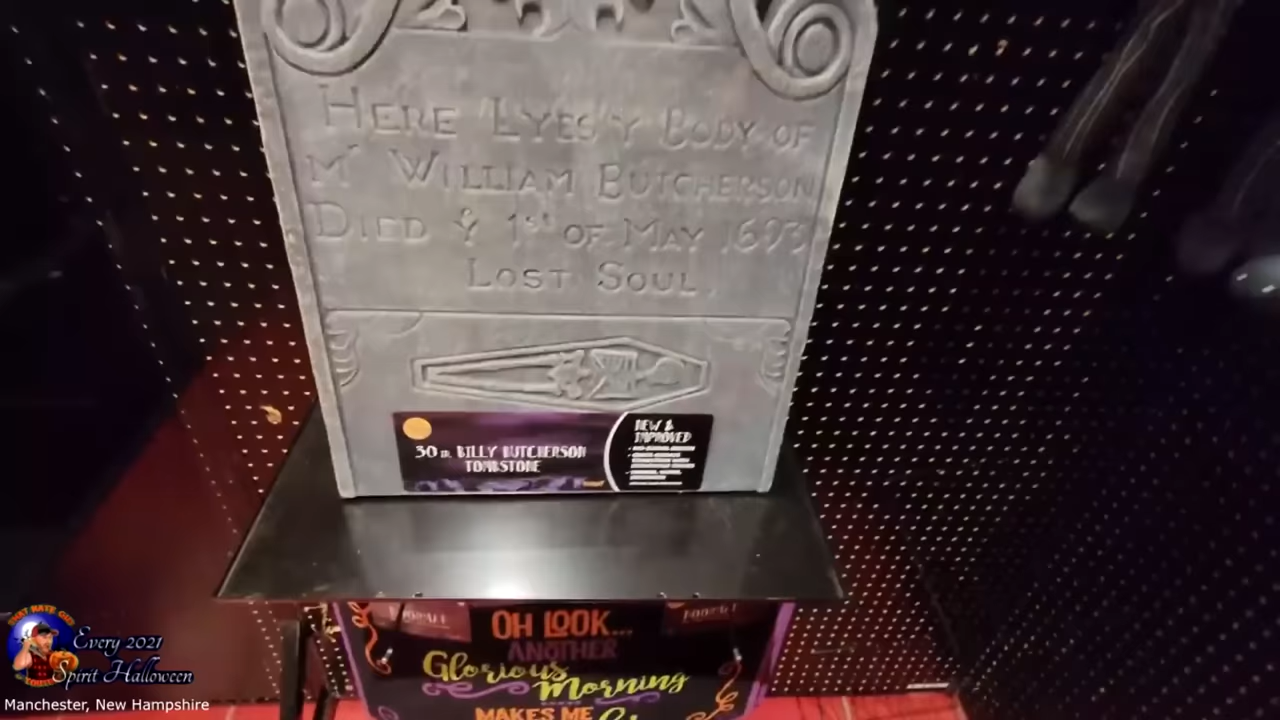 HERE LYES Y BODY OF
Mr WILLIAM BUTCHERSON
DIED Y 1st OF MAY 1693
LOST SOUL.
30 in. BILLY BUTCHERSON
TOMBSTONE
NEW &
IMPROVED
OH LOOK...
ANOTHER
Glorious
Morning
MAKES ME
Every 2021
Spirit Halloween
Manchester, New Hampshire